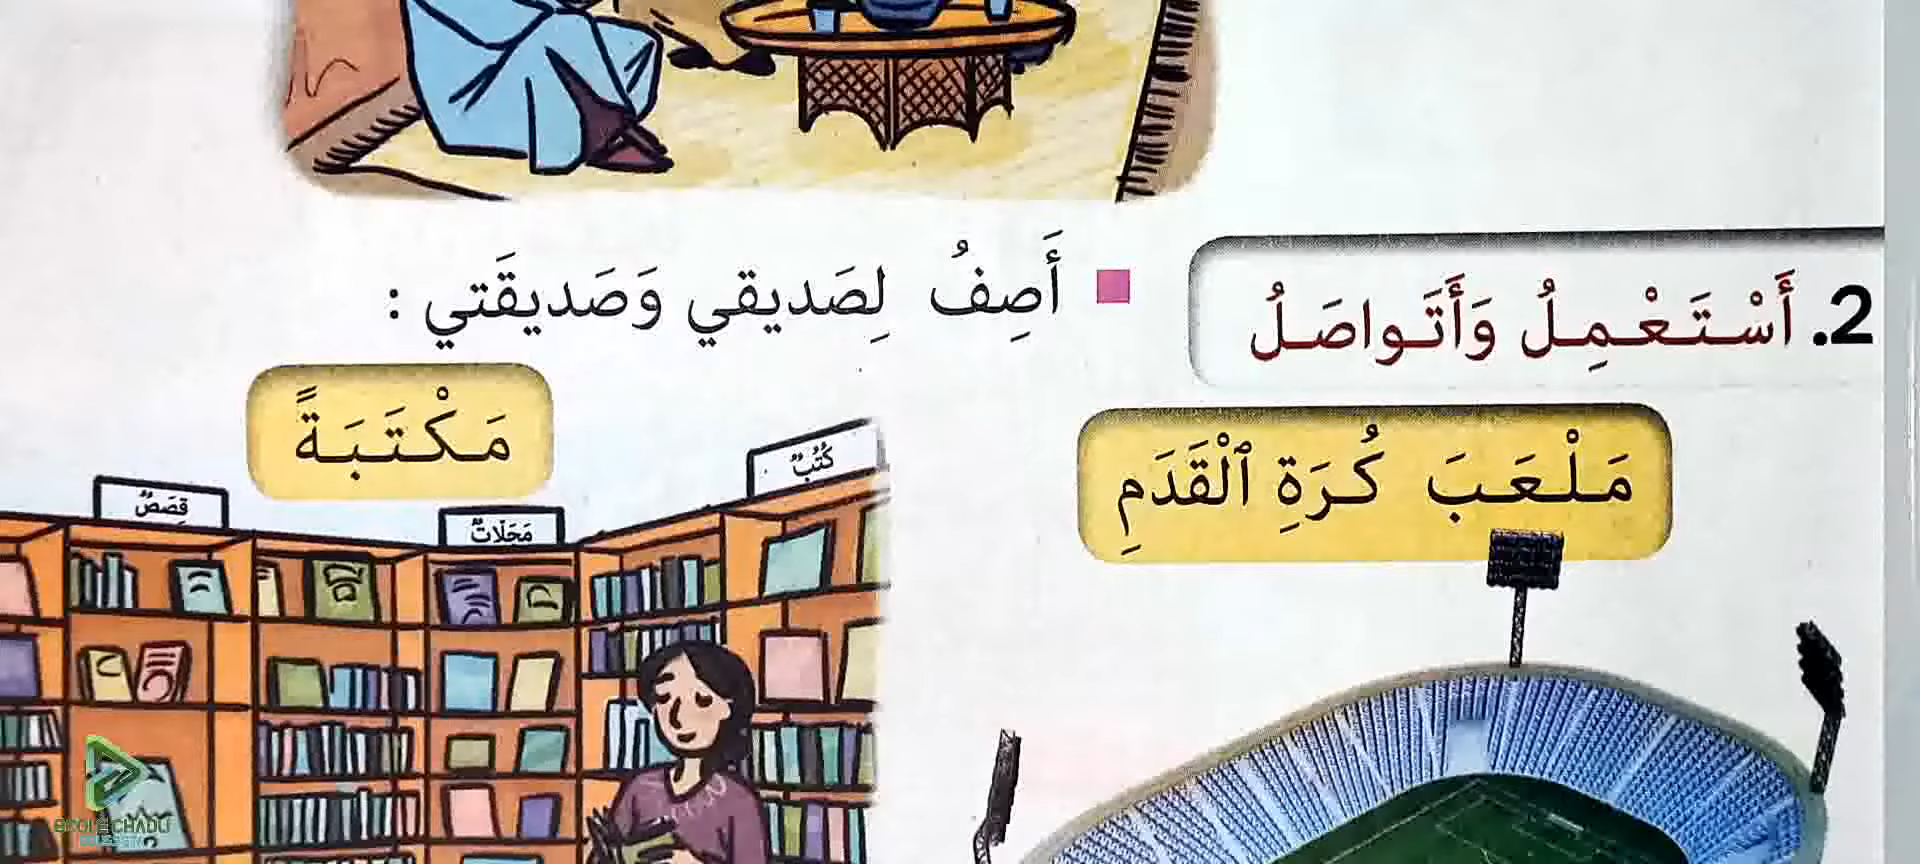 2. أَسْتَعْمِلُ وَأَتَواصَلُ
أَصِفُ لِصَديقي وَصَديقَتي :
مَلْعَبَ كُرَةِ ٱلْقَدَمِ
مَكْتَبَةً
كُتُبٌ
مَجَلّاتٌ
قِصَصٌ